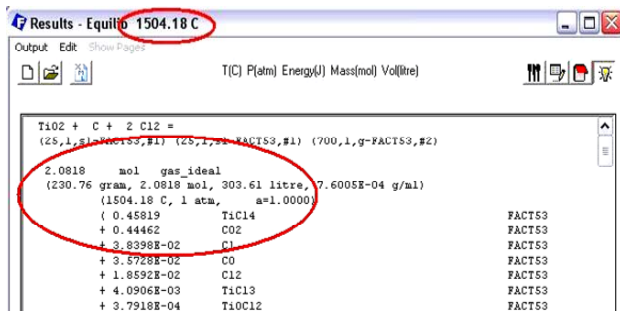 Results - Equilib 1504.18 C
Output Edit Show Pages
T(C) P(atm) Energy(J) Mass(mol) Vol(litre)
TiO2 + C + 2 Cl2 =
(25,1,s1-FACT53,#1) (25,1,s1-FACT53,#1) (700,1,g-FACT53,#2)
2.0818 mol gas_ideal
(230.76 gram, 2.0818 mol, 303.61 litre, 7.6005E-04 g/ml)
(1504.18 C, 1 atm, a=1.0000)
( 0.45819 TiCl4 FACT53
+ 0.44462 CO2 FACT53
+ 3.8398E-02 Cl FACT53
+ 3.5728E-02 CO FACT53
+ 1.8592E-02 Cl2 FACT53
+ 4.0906E-03 TiCl3 FACT53
+ 3.7918E-04 TiOCl2 FACT53